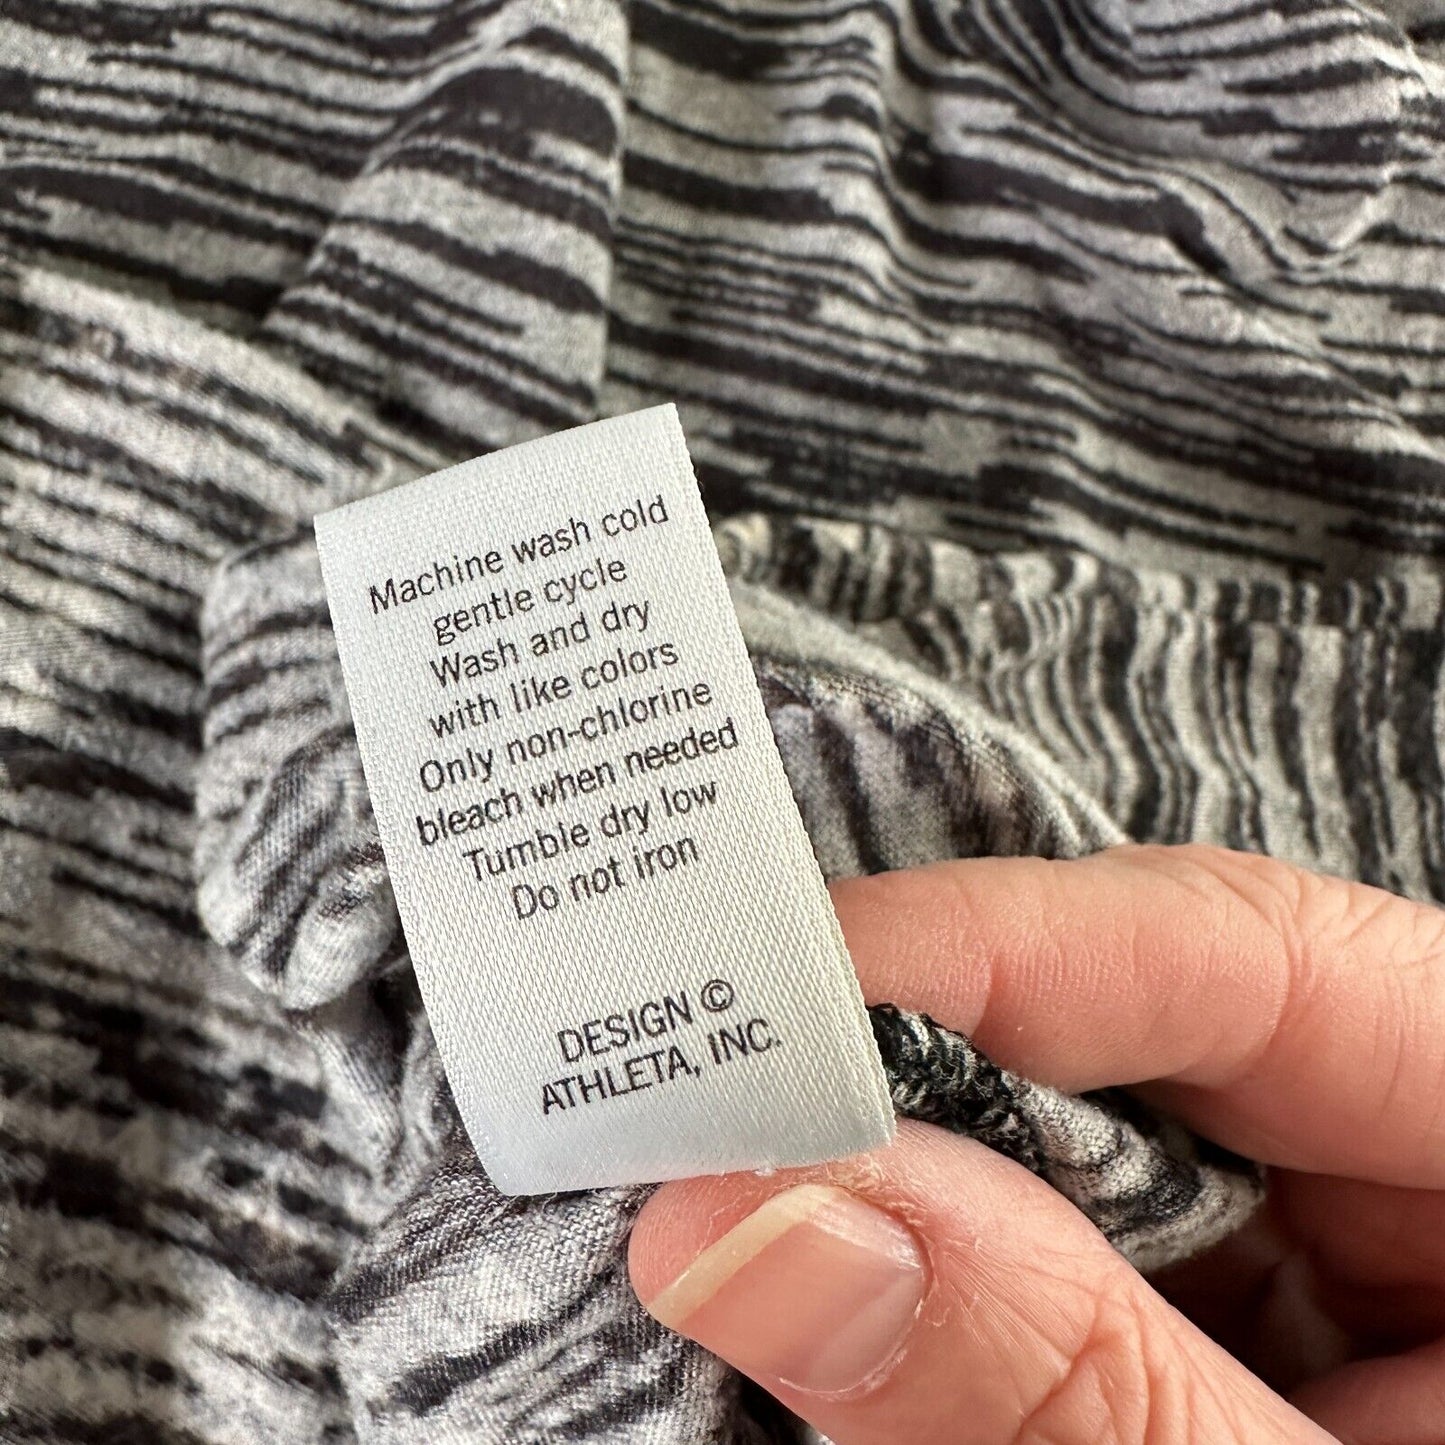 Machine wash cold
gentle cycle
Wash and dry
with like colors
Only non-chlorine
bleach when needed
Tumble dry low
Do not iron
DESIGN ©
ATHLETA, INC.